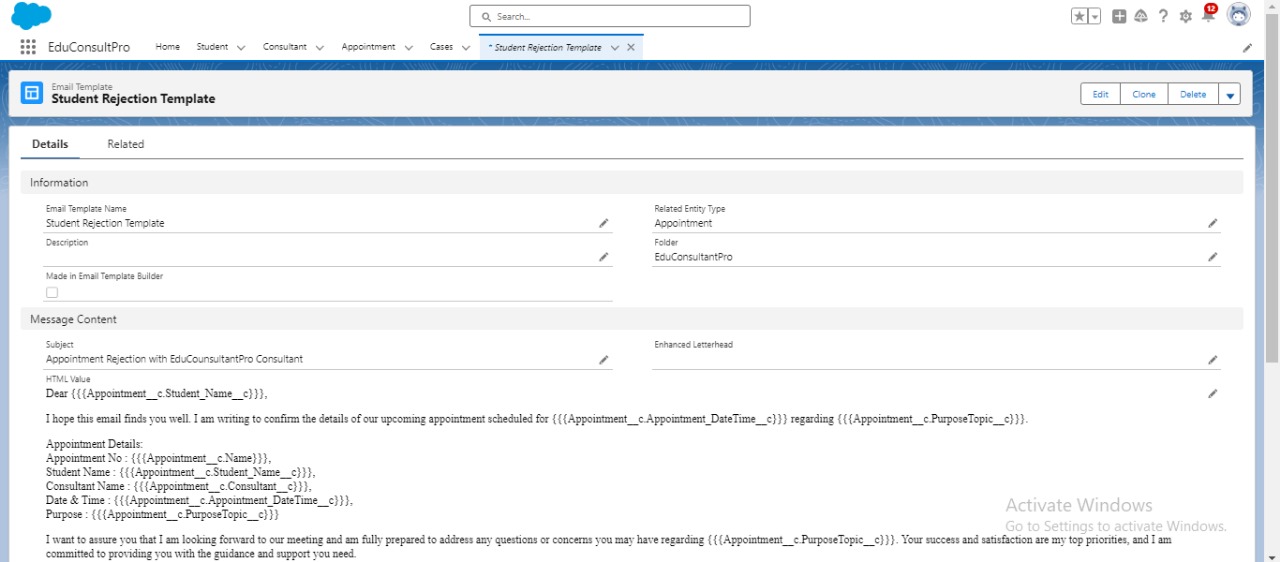 Search...
12
EduConsultPro
Home
Student
Consultant
Appointment
Cases
* Student Rejection Template
Email Template
Student Rejection Template
Edit
Clone
Delete
Details
Related
Information
Email Template Name
Student Rejection Template
Related Entity Type
Appointment
Description
Folder
EduConsultantPro
Made in Email Template Builder
Message Content
Subject
Appointment Rejection with EduCounsultantPro Consultant
Enhanced Letterhead
HTML Value
Dear {{{Appointment__c.Student_Name__c}}},
I hope this email finds you well. I am writing to confirm the details of our upcoming appointment scheduled for {{{Appointment__c.Appointment_DateTime__c}}} regarding {{{Appointment__c.PurposeTopic__c}}}.
Appointment Details:
Appointment No : {{{Appointment__c.Name}}},
Student Name : {{{Appointment__c.Student_Name__c}}},
Consultant Name : {{{Appointment__c.Consultant__c}}},
Date & Time : {{{Appointment__c.Appointment_DateTime__c}}},
Purpose : {{{Appointment__c.PurposeTopic__c}}}
I want to assure you that I am looking forward to our meeting and am fully prepared to address any questions or concerns you may have regarding {{{Appointment__c.PurposeTopic__c}}}. Your success and satisfaction are my top priorities, and I am
committed to providing you with the guidance and support you need.
Activate Windows
Go to Settings to activate Windows.